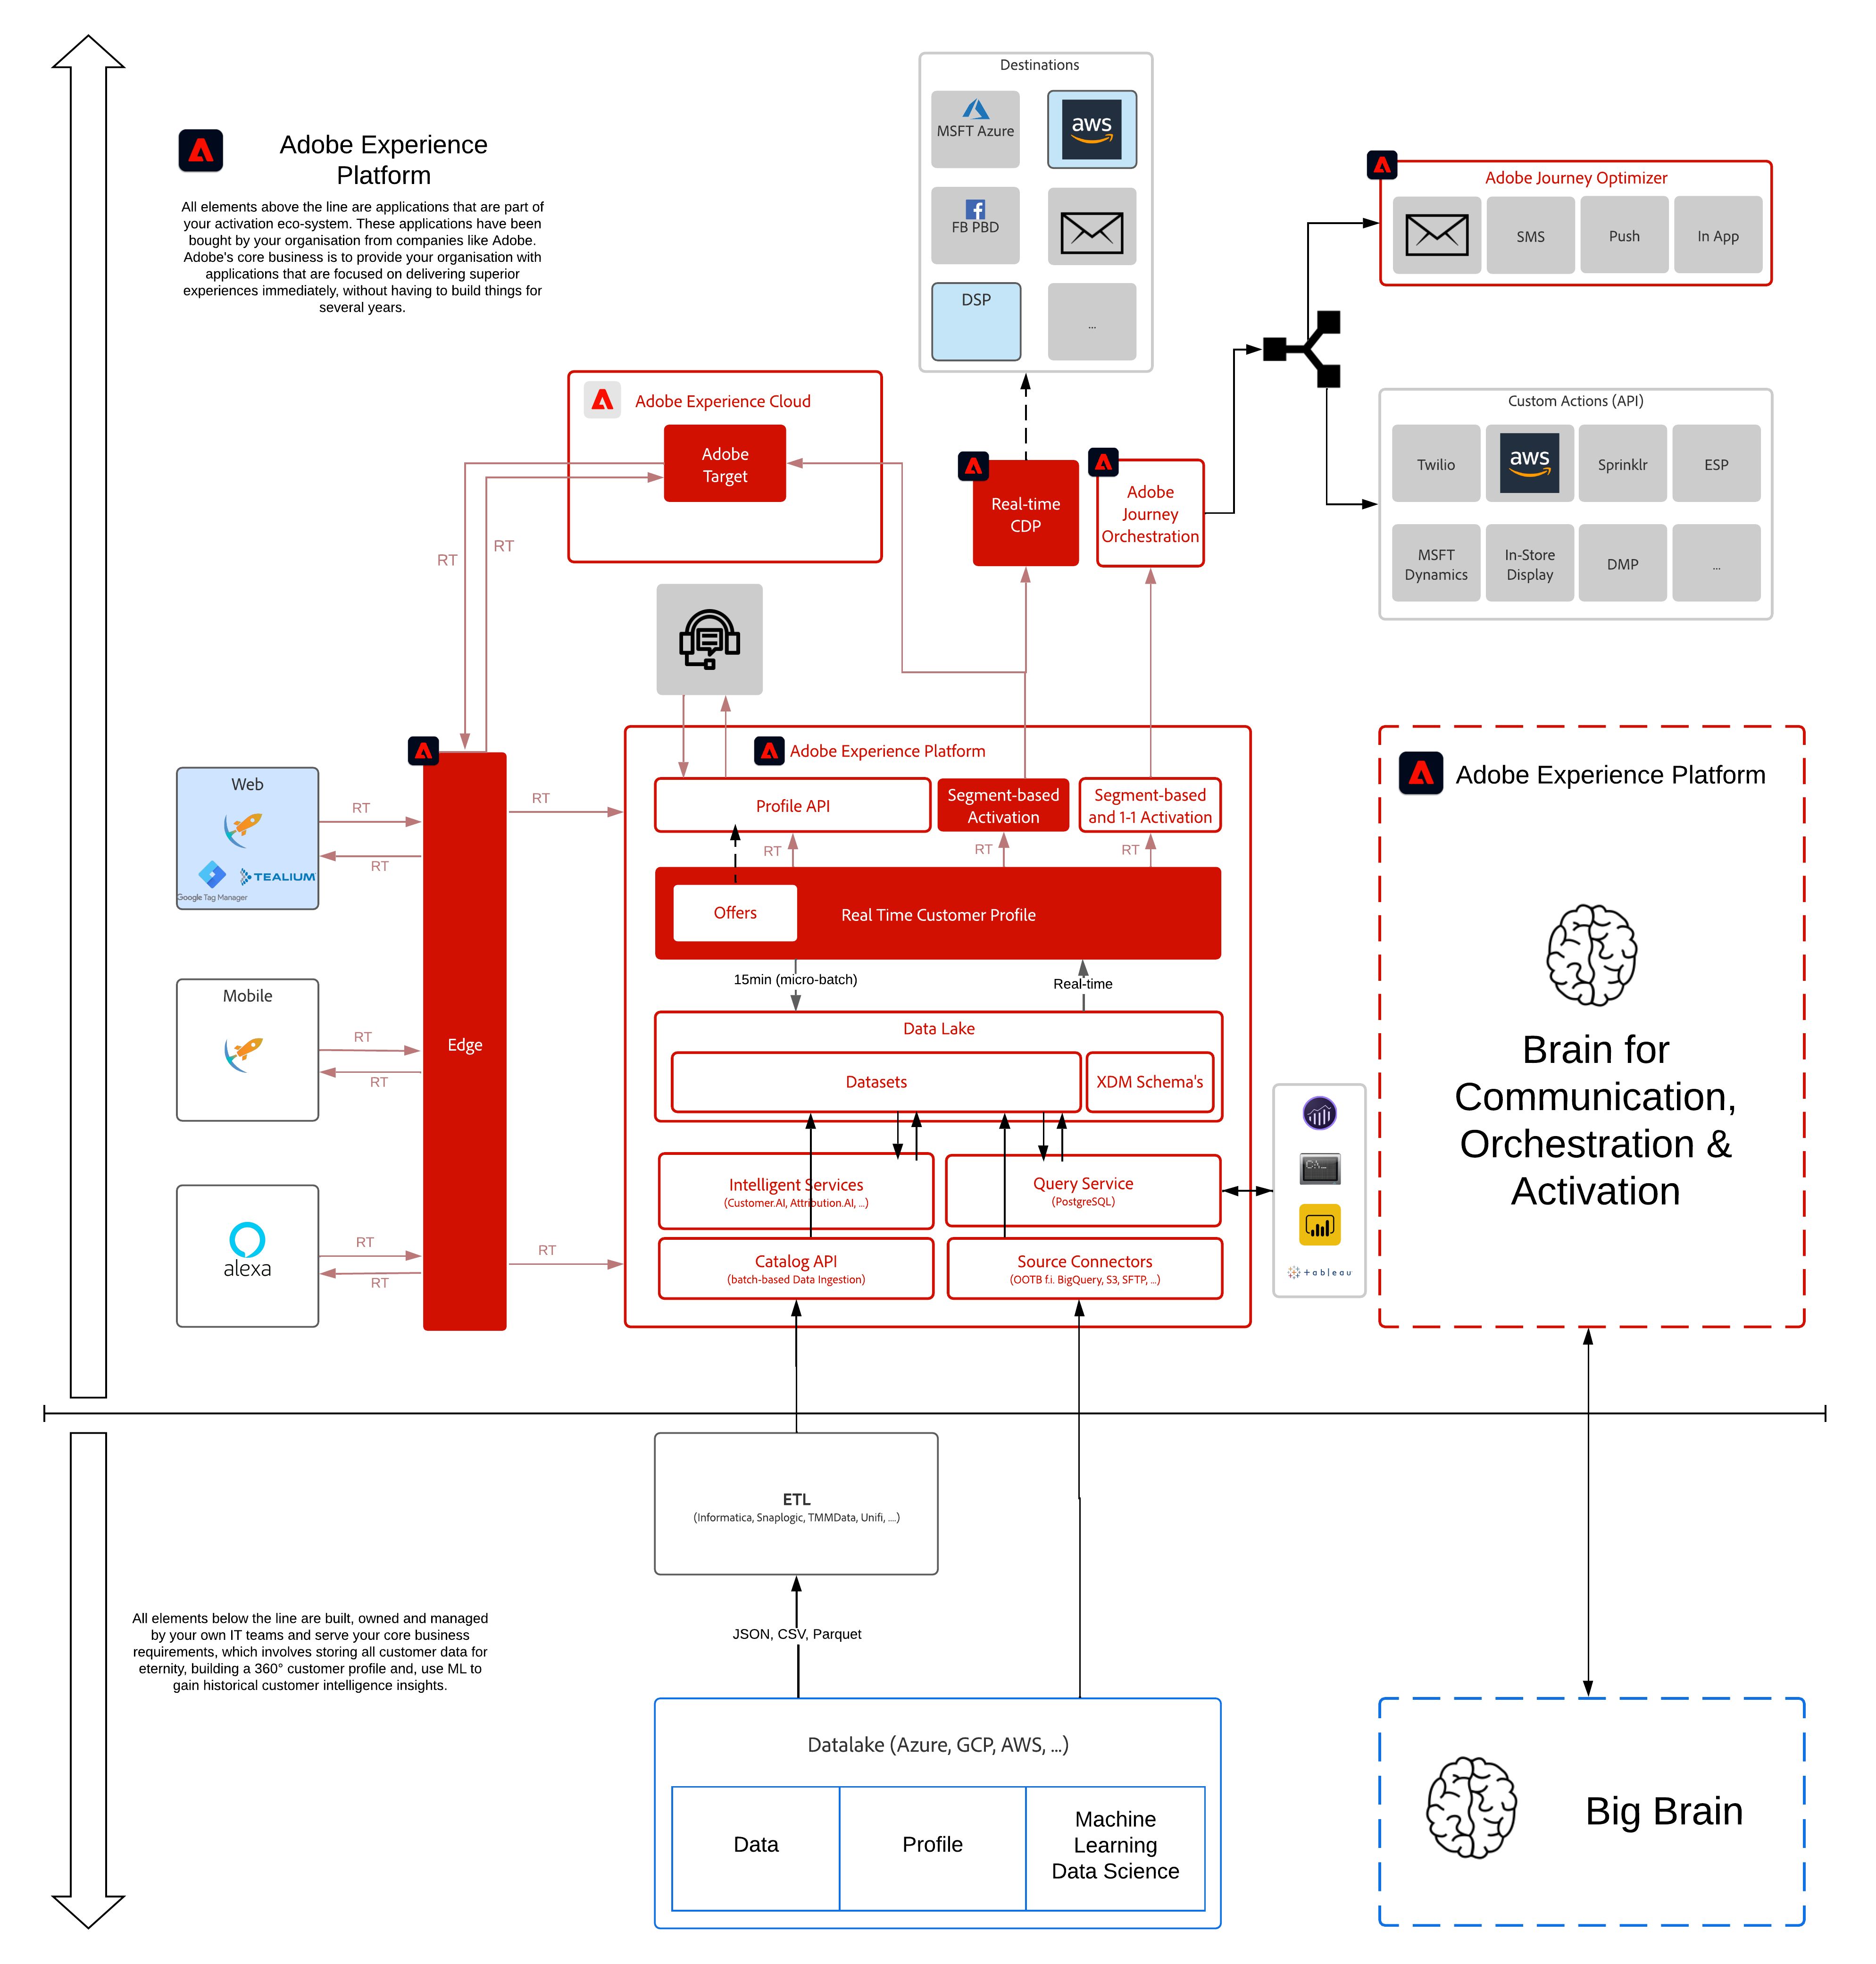 Adobe Experience
Platform
All elements above the line are applications that are part of
your activation eco-system. These applications have been
bought by your organisation from companies like Adobe.
Adobe's core business is to provide your organisation with
applications that are focused on delivering superior
experiences immediately, without having to build things for
several years.
Destinations
MSFT Azure
aws
FB PBD
DSP
...
Adobe Journey Optimizer
SMS
Push
In App
Custom Actions (API)
Twilio
aws
Sprinklr
ESP
MSFT
Dynamics
In-Store
Display
DMP
...
Adobe Experience Cloud
Adobe
Target
Real-time
CDP
Adobe
Journey
Orchestration
RT
RT
Web
Google Tag Manager
TEALIUM
RT
RT
Mobile
RT
RT
alexa
RT
RT
Edge
RT
RT
Adobe Experience Platform
Profile API
Segment-based
Activation
Segment-based
and 1-1 Activation
RT
RT
RT
Offers
Real Time Customer Profile
15min (micro-batch)
Real-time
Data Lake
Datasets
XDM Schema's
Intelligent Services
(Customer.AI, Attribution.AI, ...)
Query Service
(PostgreSQL)
Catalog API
(batch-based Data Ingestion)
Source Connectors
(OOTB f.i. BigQuery, S3, SFTP, ...)
C:\_
+ableau
Adobe Experience Platform
Brain for
Communication,
Orchestration &
Activation
ETL
(Informatica, Snaplogic, TMMData, Unifi, ....)
JSON, CSV, Parquet
All elements below the line are built, owned and managed
by your own IT teams and serve your core business
requirements, which involves storing all customer data for
eternity, building a 360° customer profile and, use ML to
gain historical customer intelligence insights.
Datalake (Azure, GCP, AWS, ...)
Data
Profile
Machine
Learning
Data Science
Big Brain